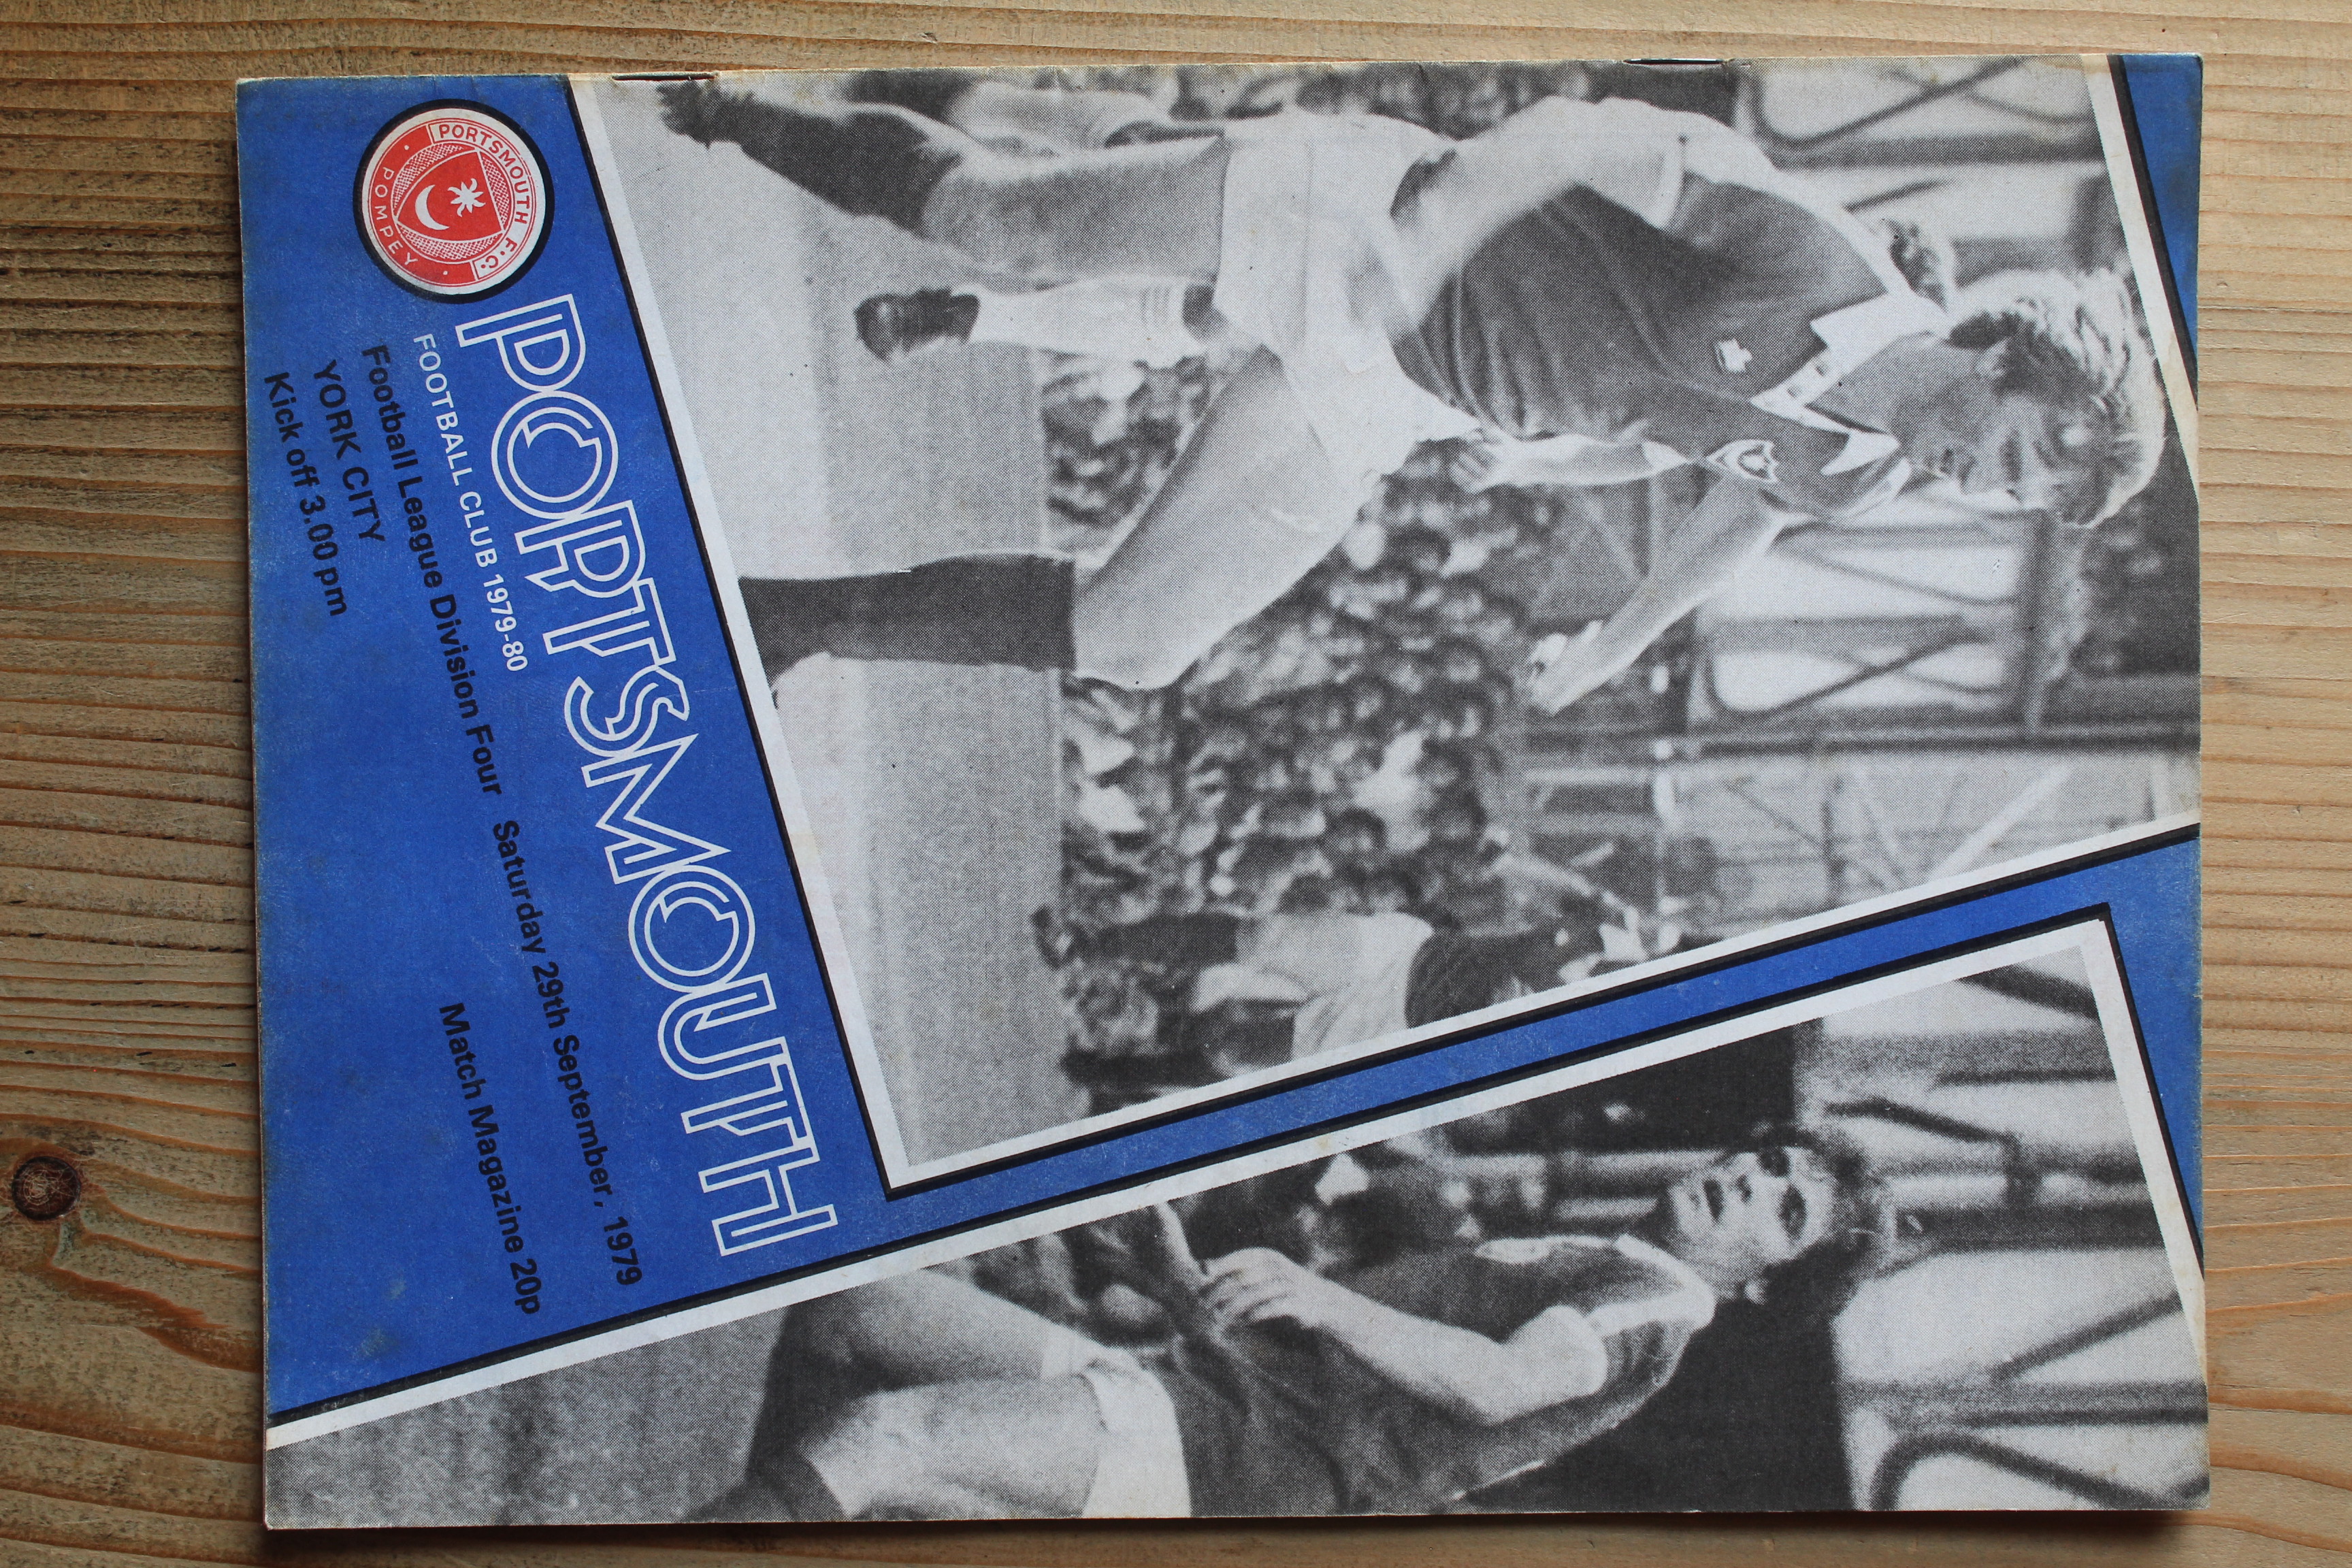 PORTSMOUTH F.C.
POMPEY
PORTSMOUTH
FOOTBALL CLUB 1979-80
Football League Division Four Saturday 29th September, 1979
YORK CITY
Kick off 3.00 pm
Match Magazine 20p